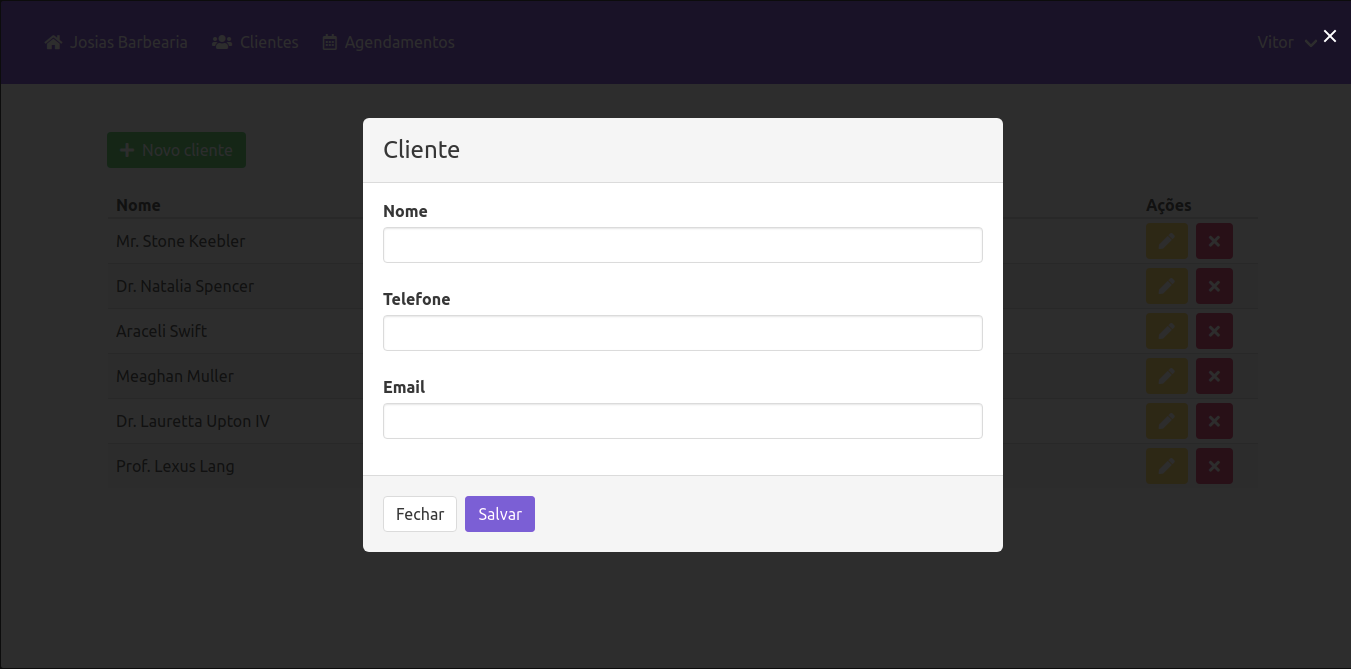 Josias Barbearia Clientes Agendamentos Vitor
Novo cliente
Cliente
Nome
Telefone
Email
Fechar Salvar
Nome Ações
Mr. Stone Keebler
Dr. Natalia Spencer
Araceli Swift
Meaghan Muller
Dr. Lauretta Upton IV
Prof. Lexus Lang